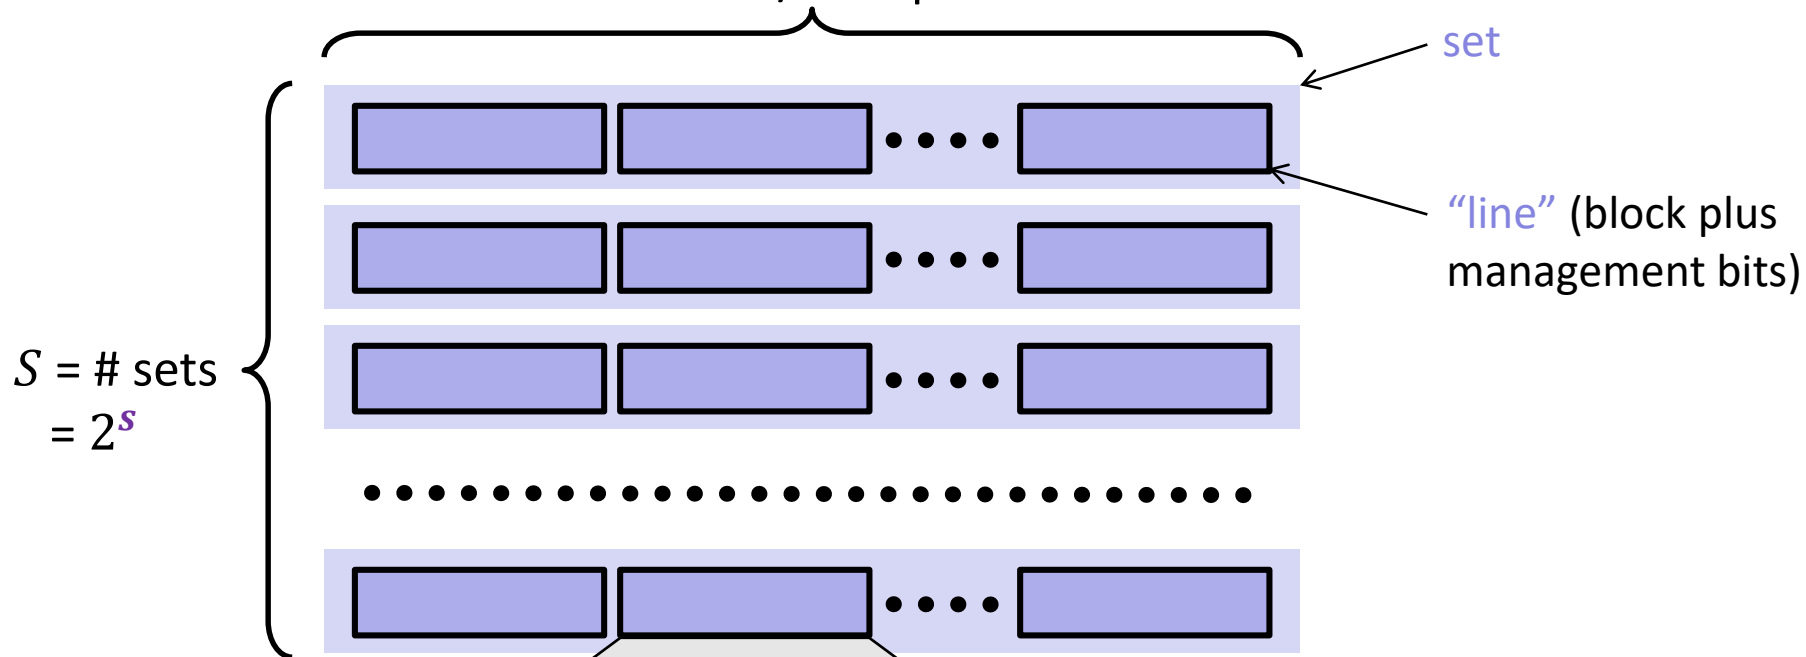 set
“line” (block plus
management bits)
S = # sets
= 2^s